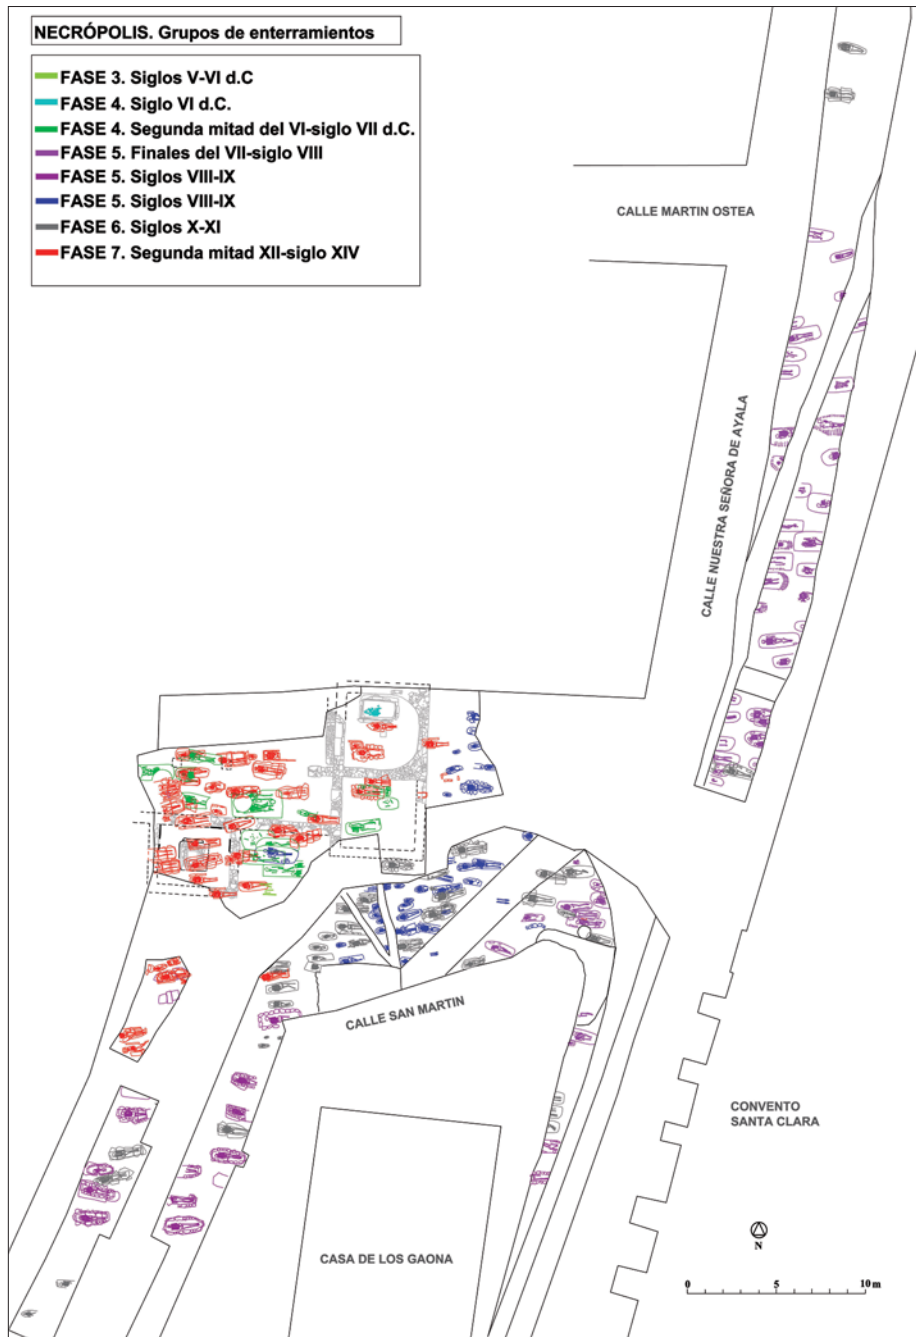 NECRÓPOLIS. Grupos de enterramientos
FASE 3. Siglos V-VI d.C
FASE 4. Siglo VI d.C.
FASE 4. Segunda mitad del VI-siglo VII d.C.
FASE 5. Finales del VII-siglo VIII
FASE 5. Siglos VIII-IX
FASE 5. Siglos VIII-IX
FASE 6. Siglos X-XI
FASE 7. Segunda mitad XII-siglo XIV
CALLE MARTIN OSTEA
CALLE NUESTRA SEÑORA DE AYALA
CALLE SAN MARTIN
CONVENTO
SANTA CLARA
CASA DE LOS GAONA
N
0 5 10 m